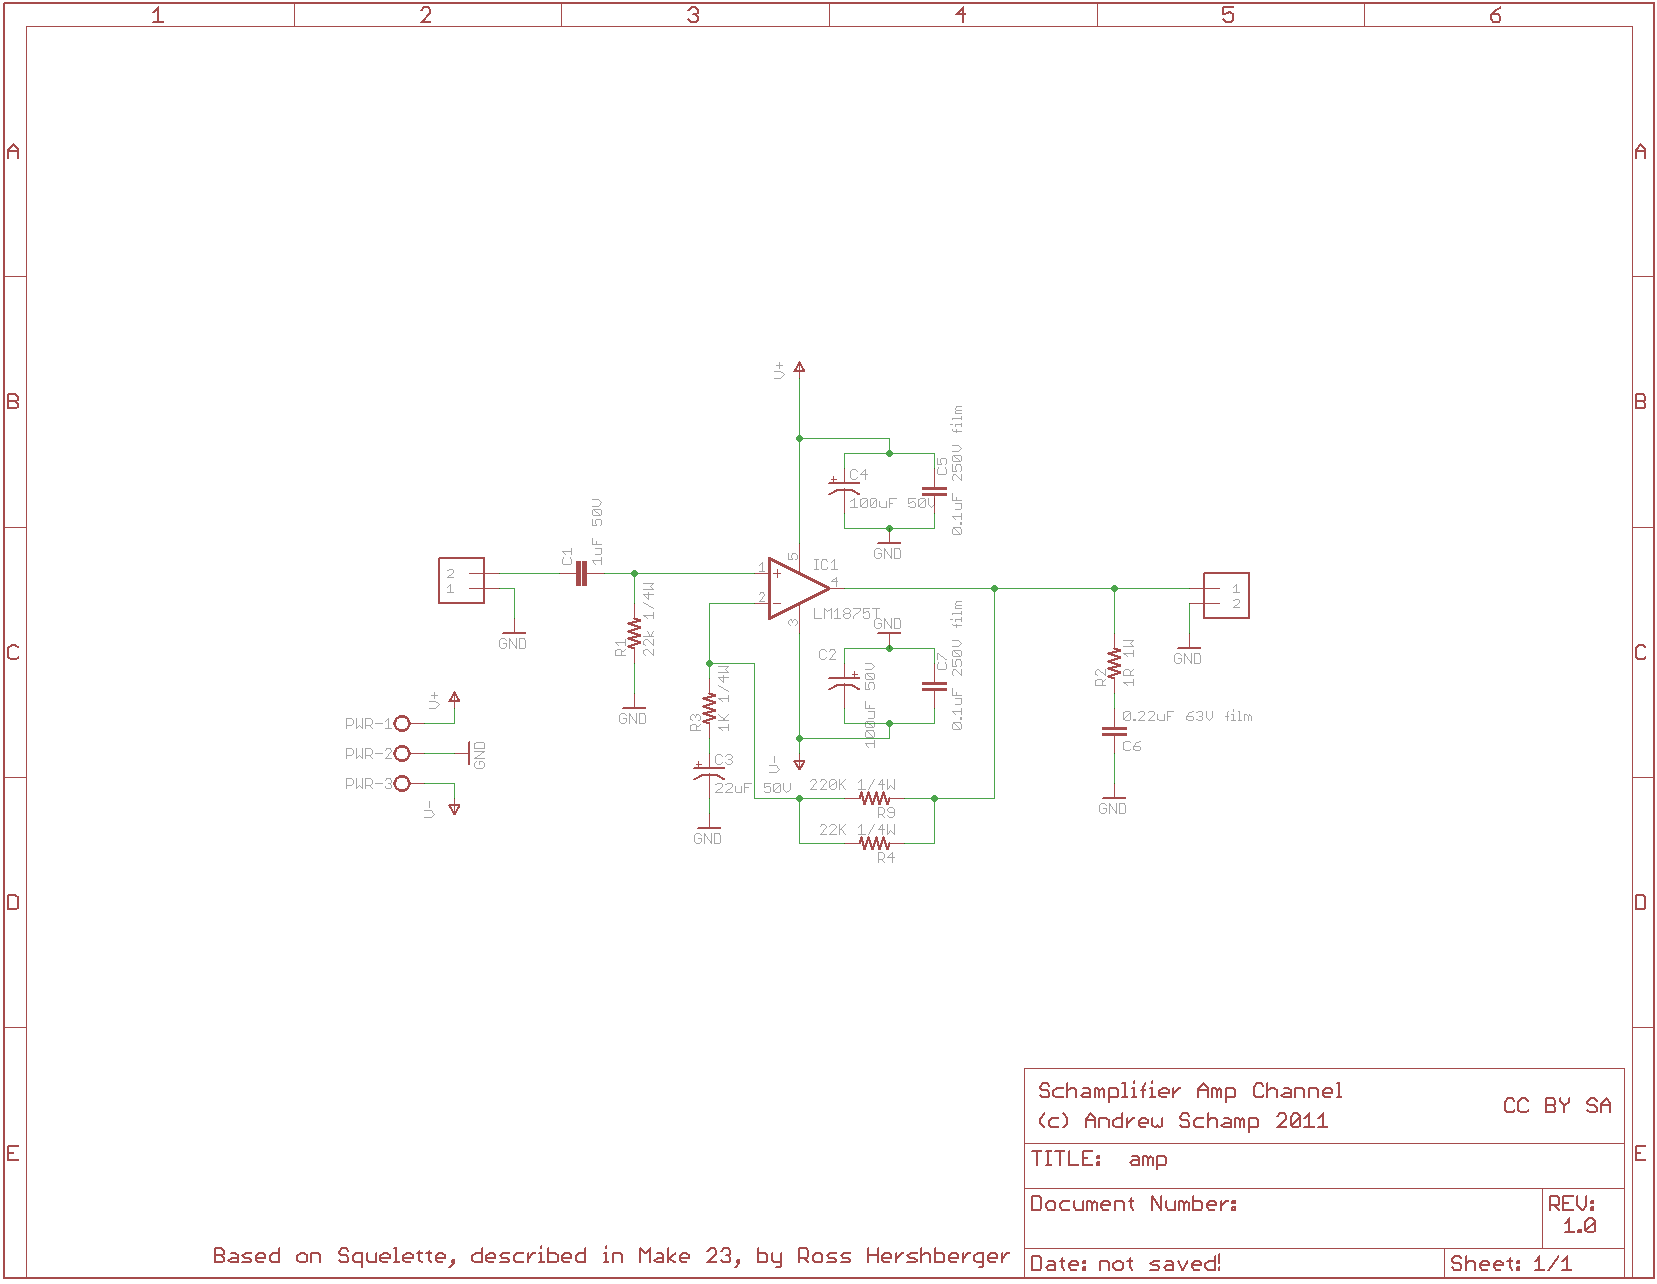 1 2 3 4 5 6
A A
B B
C C
D D
E E
V+
C4
100uF 50V
C5
0.1uF 250V film
GND
C1
1uF 50V
2
1
GND
R1
22k 1/4W
GND
1
2
5
3
4
+
-
IC1
LM1875T
GND
C2
100uF 50V
C7
0.1uF 250V film
V-
1
2
GND
R2
1R 1W
0.22uF 63V film
C6
GND
R3
1K 1/4W
C3
22uF 50V
GND
220K 1/4W
R9
22K 1/4W
R4
V+
PWR-1
PWR-2
GND
PWR-3
V-
Schamplifier Amp Channel
(c) Andrew Schamp 2011
CC BY SA
TITLE: amp
Document Number:
REV:
1.0
Date: not saved!
Sheet: 1/1
Based on Squelette, described in Make 23, by Ross Hershberger